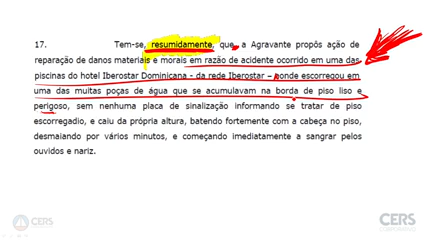 17. Tem-se, resumidamente, que a Agravante propôs ação de
reparação de danos materiais e morais em razão de acidente ocorrido em uma das
piscinas do hotel Iberostar Dominicana - da rede Iberostar – onde escorregou em
uma das muitas poças de água que se acumulavam na borda de piso liso e
perigoso, sem nenhuma placa de sinalização informando se tratar de piso
escorregadio, e caiu da própria altura, batendo fortemente com a cabeça no piso,
desmaiando por vários minutos, e começando imediatamente a sangrar pelos
ouvidos e nariz.
CERS
CERS
CORPORATIVO